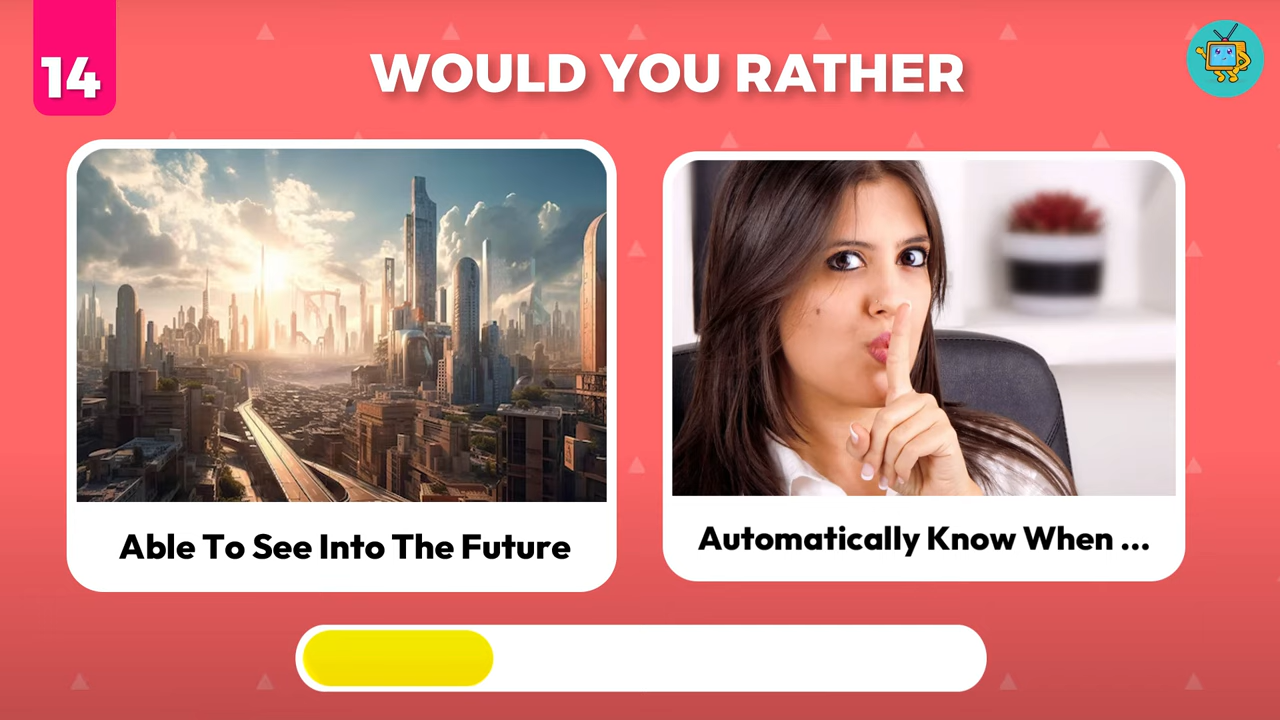 14
WOULD YOU RATHER
Able To See Into The Future
Automatically Know When ...